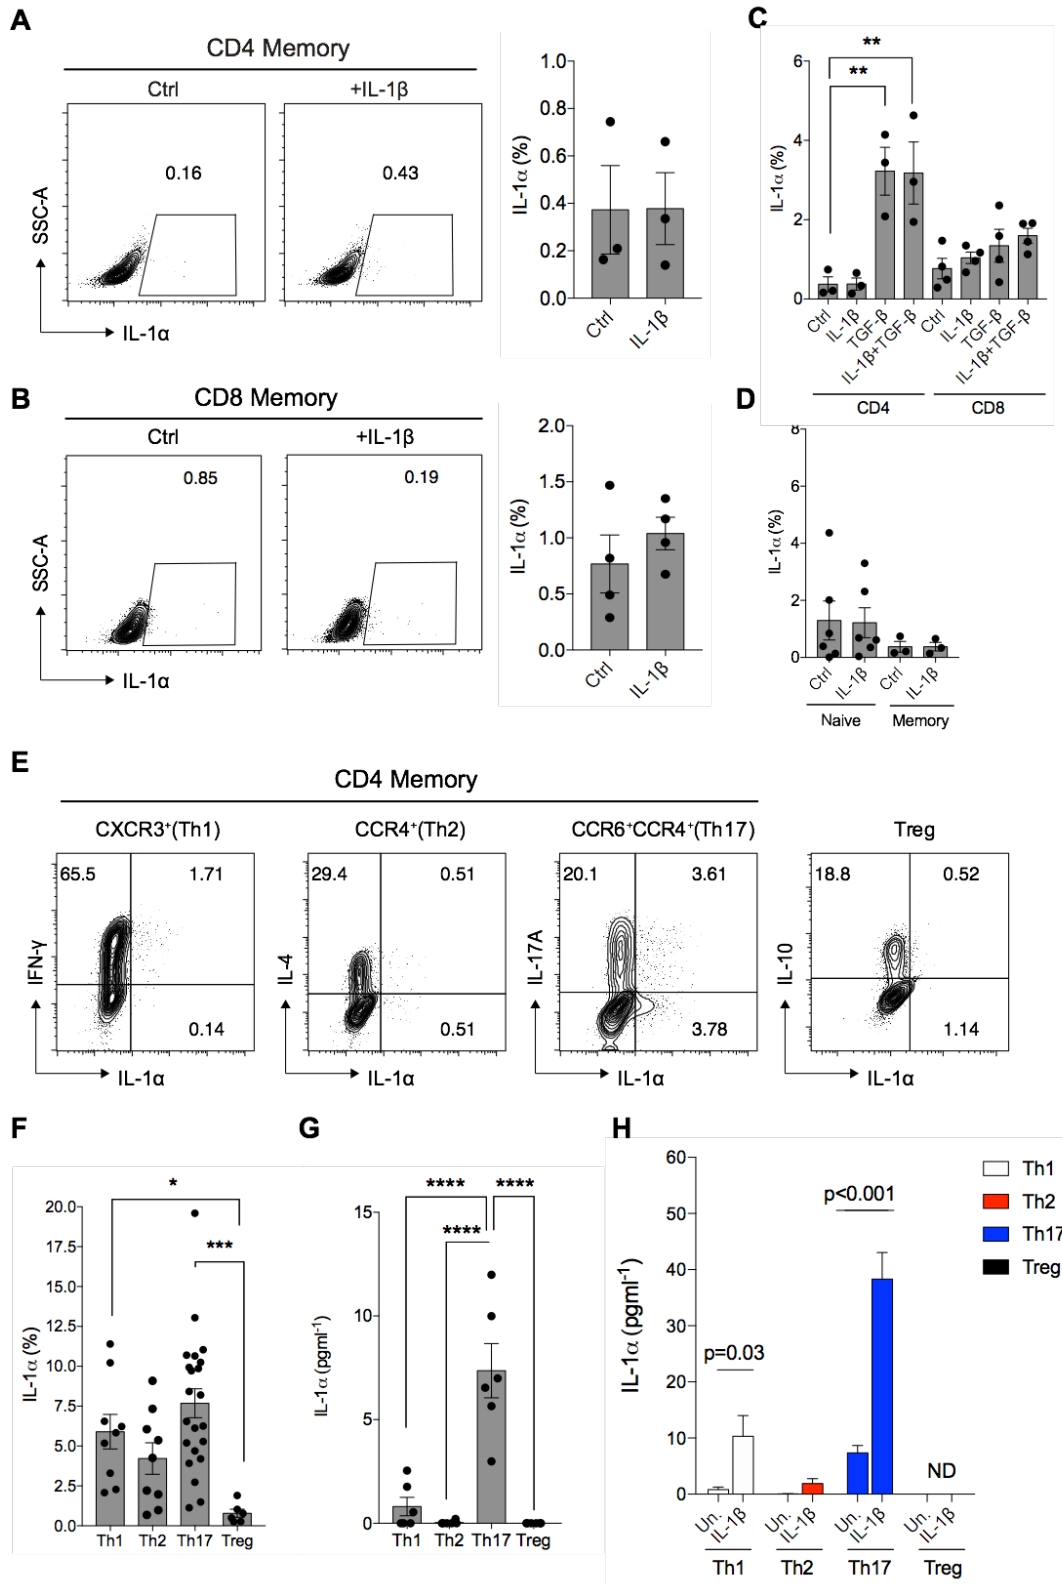 A
CD4 Memory
Ctrl
+IL-1β
0.16
0.43
SSC-A
IL-1α
1.0
0.8
0.6
0.4
0.2
0.0
IL-1α (%)
Ctrl
IL-1β
C
**
**
6
4
2
0
IL-1α (%)
Ctrl
IL-1β
TGF-β
IL-1β+TGF-β
Ctrl
IL-1β
TGF-β
IL-1β+TGF-β
CD4
CD8
B
CD8 Memory
Ctrl
+IL-1β
0.85
0.19
SSC-A
IL-1α
2.0
1.5
1.0
0.5
0.0
IL-1α (%)
Ctrl
IL-1β
D
8
6
4
2
0
IL-1α (%)
Ctrl
IL-1β
Ctrl
IL-1β
Naive
Memory
E
CD4 Memory
CXCR3⁺(Th1)
CCR4⁺(Th2)
CCR6⁺CCR4⁺(Th17)
Treg
65.5
1.71
0.14
IFN-γ
IL-1α
29.4
0.51
0.51
IL-4
IL-1α
20.1
3.61
3.78
IL-17A
IL-1α
18.8
0.52
1.14
IL-10
IL-1α
F
*
***
20.0
17.5
15.0
12.5
10.0
7.5
5.0
2.5
0.0
IL-1α (%)
Th1
Th2
Th17
Treg
G
****
****
****
15
10
5
0
IL-1α (pgml⁻¹)
Th1
Th2
Th17
Treg
H
60
50
40
30
20
10
0
IL-1α (pgml⁻¹)
p=0.03
p<0.001
ND
Th1
Th2
Th17
Treg
Un.
IL-1β
Un.
IL-1β
Un.
IL-1β
Un.
IL-1β
Th1
Th2
Th17
Treg